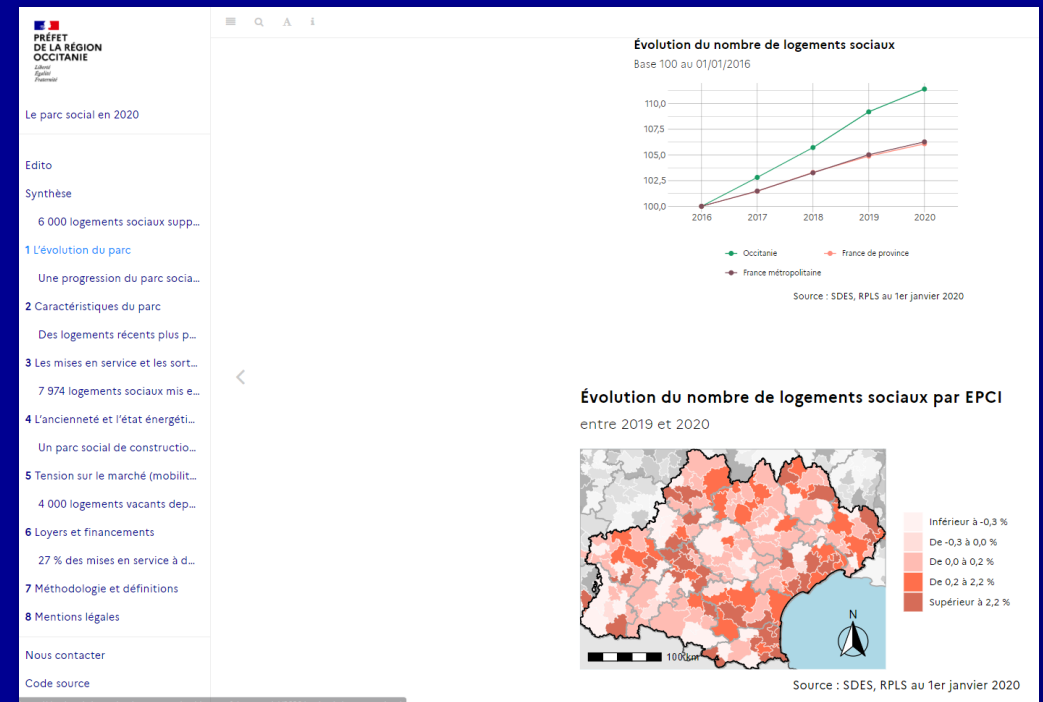 PRÉFET
DE LA RÉGION
OCCITANIE
Liberté
Égalité
Fraternité
Le parc social en 2020
Edito
Synthèse
6 000 logements sociaux supp...
1 L'évolution du parc
Une progression du parc socia...
2 Caractéristiques du parc
Des logements récents plus p...
3 Les mises en service et les sort...
7 974 logements sociaux mis e...
4 L'ancienneté et l'état énergéti...
Un parc social de constructio...
5 Tension sur le marché (mobilit...
4 000 logements vacants dep...
6 Loyers et financements
27 % des mises en service à d...
7 Méthodologie et définitions
8 Mentions légales
Nous contacter
Code source
A i
Évolution du nombre de logements sociaux
Base 100 au 01/01/2016
110,0
107,5
105,0
102,5
100,0
2016 2017 2018 2019 2020
Occitanie France de province
France métropolitaine
Source : SDES, RPLS au 1er janvier 2020
Évolution du nombre de logements sociaux par EPCI
entre 2019 et 2020
Inférieur à -0,3 %
De -0,3 à 0,0 %
De 0,0 à 0,2 %
De 0,2 à 2,2 %
Supérieur à 2,2 %
N
100km
Source : SDES, RPLS au 1er janvier 2020